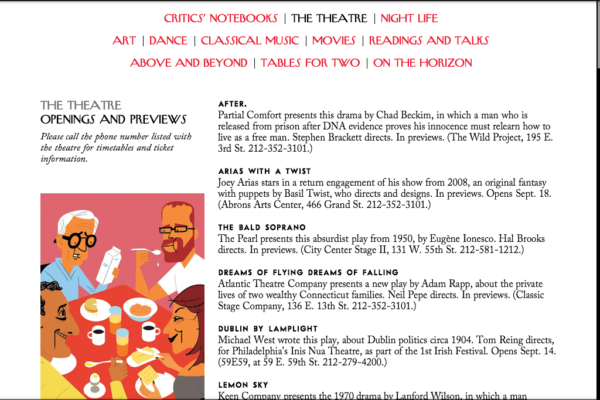 CRITICS' NOTEBOOKS | THE THEATRE | NIGHT LIFE
ART | DANCE | CLASSICAL MUSIC | MOVIES | READINGS AND TALKS
ABOVE AND BEYOND | TABLES FOR TWO | ON THE HORIZON
THE THEATRE
OPENINGS AND PREVIEWS
Please call the phone number listed with
the theatre for timetables and ticket
information.
AFTER.
Partial Comfort presents this drama by Chad Beckim, in which a man who is
released from prison after DNA evidence proves his innocence must relearn how to
live as a free man. Stephen Brackett directs. In previews. (The Wild Project, 195 E.
3rd St. 212-352-3101.)
ARIAS WITH A TWIST
Joey Arias stars in a return engagement of his show from 2008, an original fantasy
with puppets by Basil Twist, who directs and designs. In previews. Opens Sept. 18.
(Abrons Arts Center, 466 Grand St. 212-352-3101.)
THE BALD SOPRANO
The Pearl presents this absurdist play from 1950, by Eugène Ionesco. Hal Brooks
directs. In previews. (City Center Stage II, 131 W. 55th St. 212-581-1212.)
DREAMS OF FLYING DREAMS OF FALLING
Atlantic Theatre Company presents a new play by Adam Rapp, about the private
lives of two wealthy Connecticut families. Neil Pepe directs. In previews. (Classic
Stage Company, 136 E. 13th St. 212-352-3101.)
DUBLIN BY LAMPLIGHT
Michael West wrote this play, about Dublin politics circa 1904. Tom Reing directs,
for Philadelphia's Inis Nua Theatre, as part of the 1st Irish Festival. Opens Sept. 14.
(59E59, at 59 E. 59th St. 212-279-4200.)
LEMON SKY
Keen Company presents the 1970 drama by Lanford Wilson, in which a man